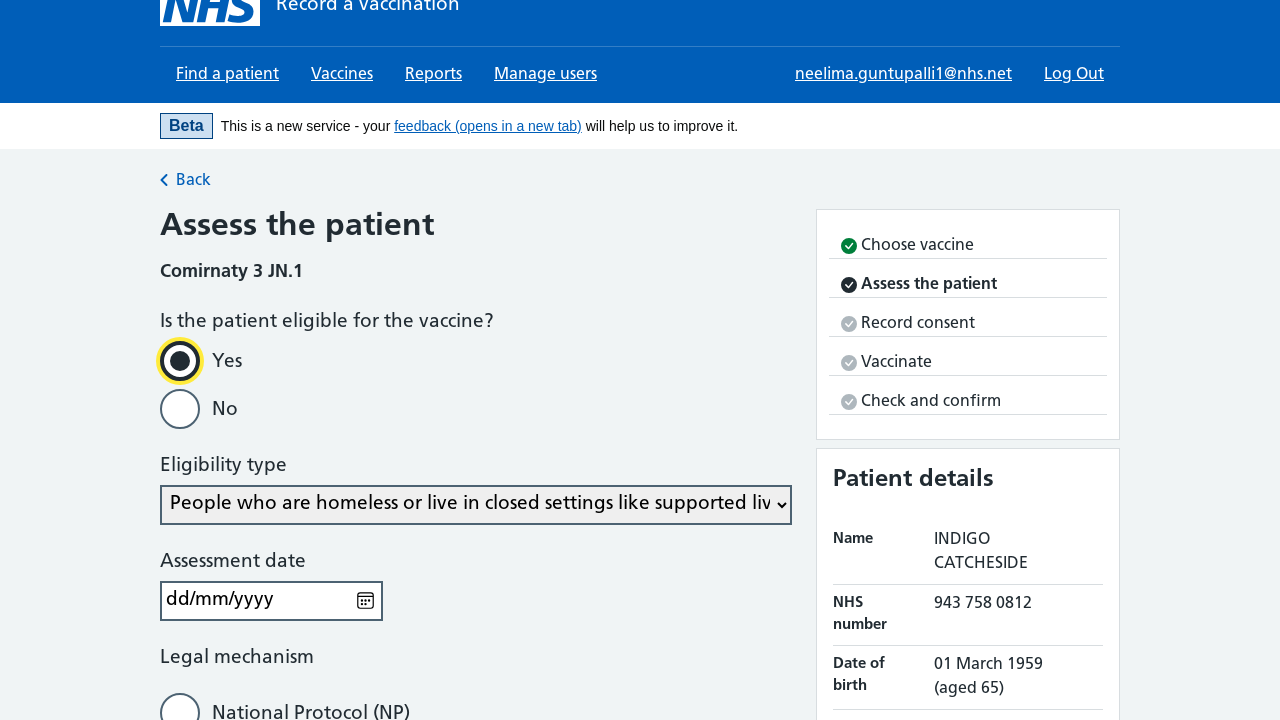 NHS Record a vaccination
Find a patient Vaccines Reports Manage users neelima.guntupalli1@nhs.net Log Out
Beta This is a new service - your feedback (opens in a new tab) will help us to improve it.
Back
Assess the patient
Comirnaty 3 JN.1
Is the patient eligible for the vaccine?
Yes
No
Eligibility type
People who are homeless or live in closed settings like supported liv
Assessment date
dd/mm/yyyy
Legal mechanism
National Protocol (NP)
Choose vaccine
Assess the patient
Record consent
Vaccinate
Check and confirm
Patient details
Name INDIGO
CATCHESIDE
NHS 943 758 0812
number
Date of 01 March 1959
birth (aged 65)